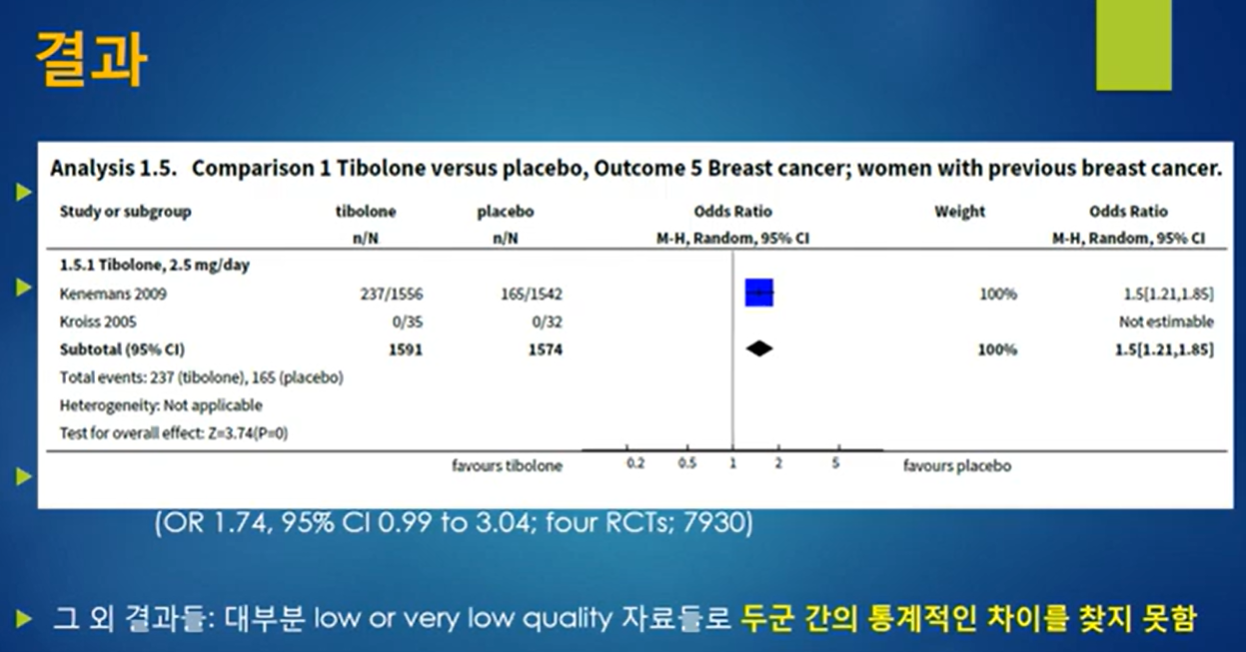 결과
Analysis 1.5. Comparison 1 Tibolone versus placebo, Outcome 5 Breast cancer; women with previous breast cancer.
Study or subgroup tibolone placebo Odds Ratio Weight Odds Ratio
n/N n/N M-H, Random, 95% CI M-H, Random, 95% CI
1.5.1 Tibolone, 2.5 mg/day
Kenemans 2009 237/1556 165/1542 100% 1.5[1.21,1.85]
Kroiss 2005 0/35 0/32 Not estimable
Subtotal (95% CI) 1591 1574 100% 1.5[1.21,1.85]
Total events: 237 (tibolone), 165 (placebo)
Heterogeneity: Not applicable
Test for overall effect: Z=3.74(P=0)
favours tibolone 0.2 0.5 1 2 5 favours placebo
(OR 1.74, 95% CI 0.99 to 3.04; four RCTs; 7930)
그 외 결과들: 대부분 low or very low quality 자료들로 두군 간의 통계적인 차이를 찾지 못함